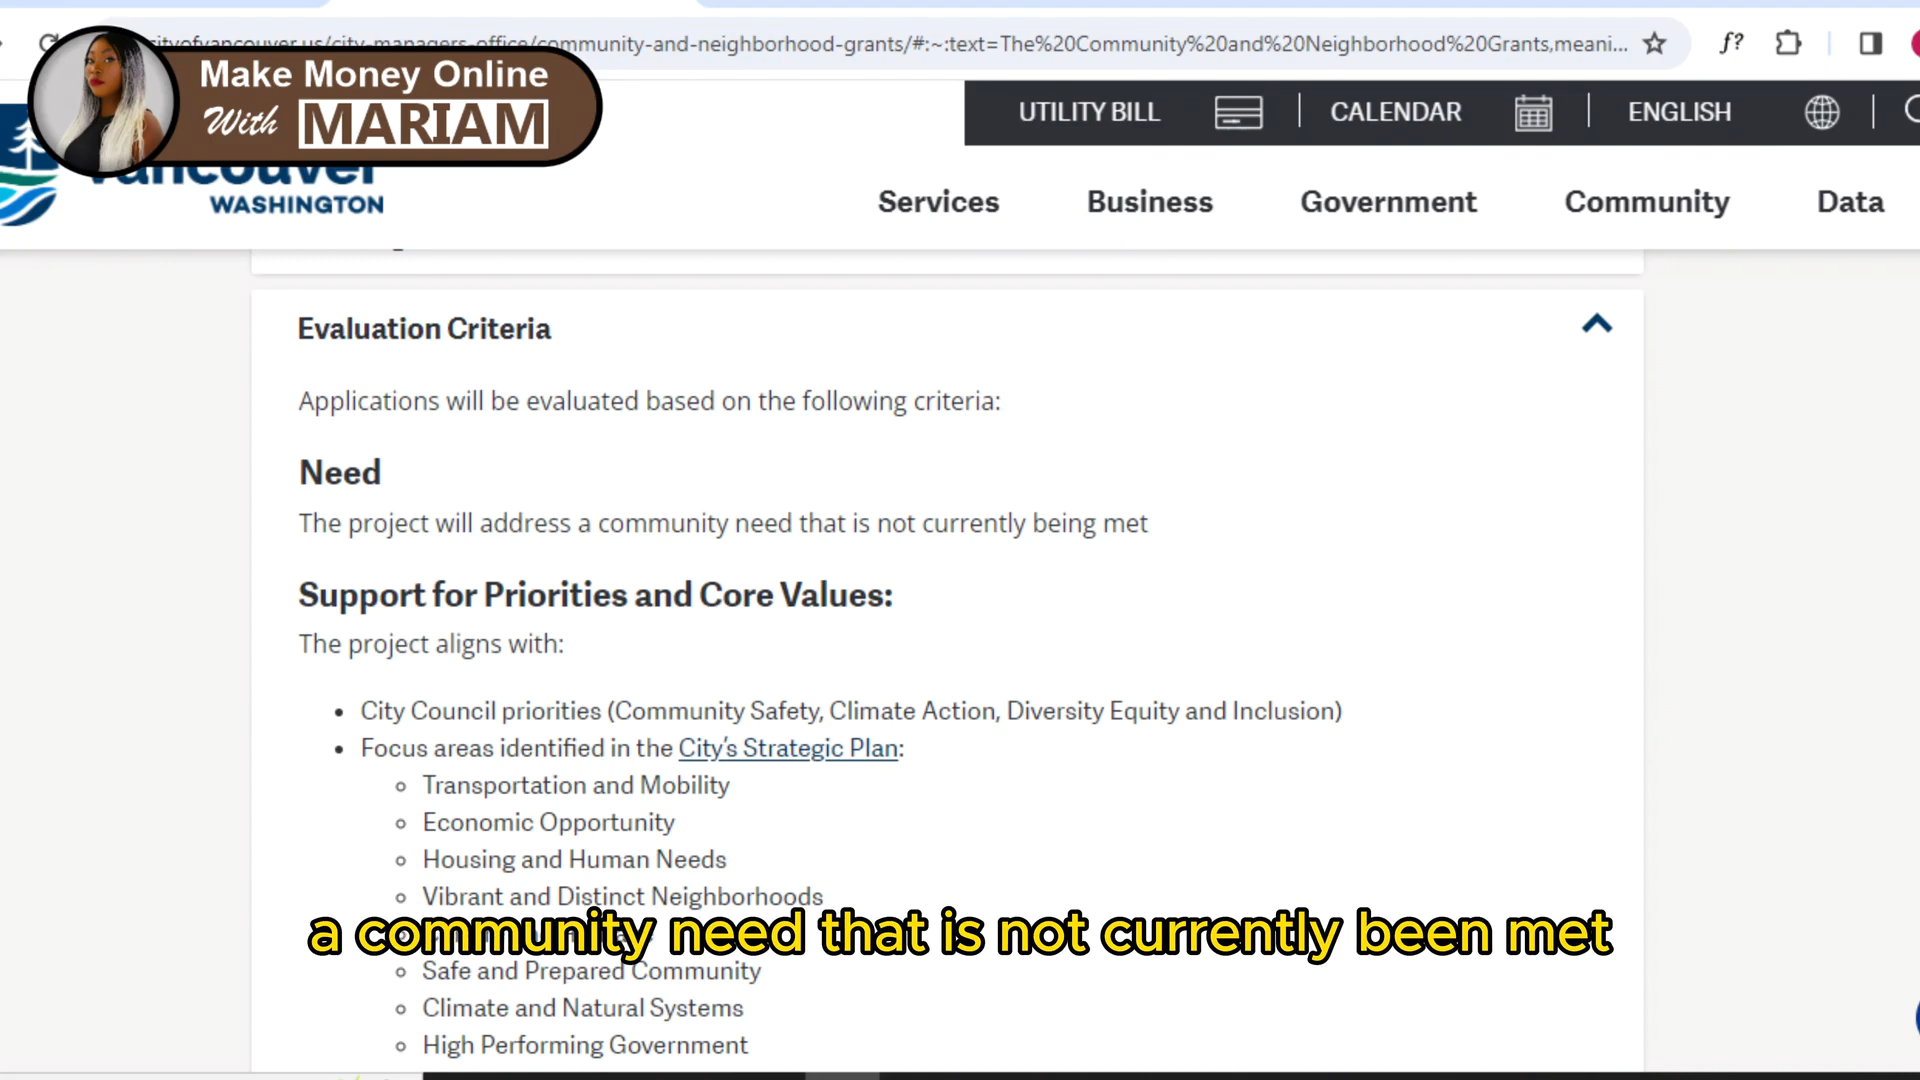 cityofvancouver.us/city-managers-office/community-and-neighborhood-grants/#:~:text=The%20Community%20and%20Neighborhood%20Grants,meani...
f?
Make Money Online
With MARIAM
UTILITY BILL
CALENDAR
ENGLISH
Vancouver
WASHINGTON
Services
Business
Government
Community
Data
Evaluation Criteria
Applications will be evaluated based on the following criteria:
Need
The project will address a community need that is not currently being met
Support for Priorities and Core Values:
The project aligns with:
• City Council priorities (Community Safety, Climate Action, Diversity Equity and Inclusion)
• Focus areas identified in the City's Strategic Plan:
Transportation and Mobility
Economic Opportunity
Housing and Human Needs
Vibrant and Distinct Neighborhoods
a community need that is not currently been met
Safe and Prepared Community
Climate and Natural Systems
High Performing Government